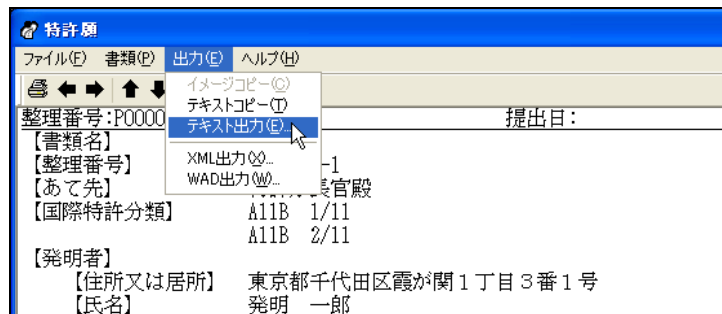 特許願
ファイル(F) 書類(P) 出力(E) ヘルプ(H)
イメージコピー(C)
テキストコピー(T)
テキスト出力(E)...
XML出力(X)...
WAD出力(W)...
整理番号:P0000 提出日:
【書類名】
【整理番号】 -1
【あて先】 長官殿
【国際特許分類】 A11B 1/11
A11B 2/11
【発明者】
【住所又は居所】 東京都千代田区霞が関1丁目3番1号
【氏名】 発明 一郎